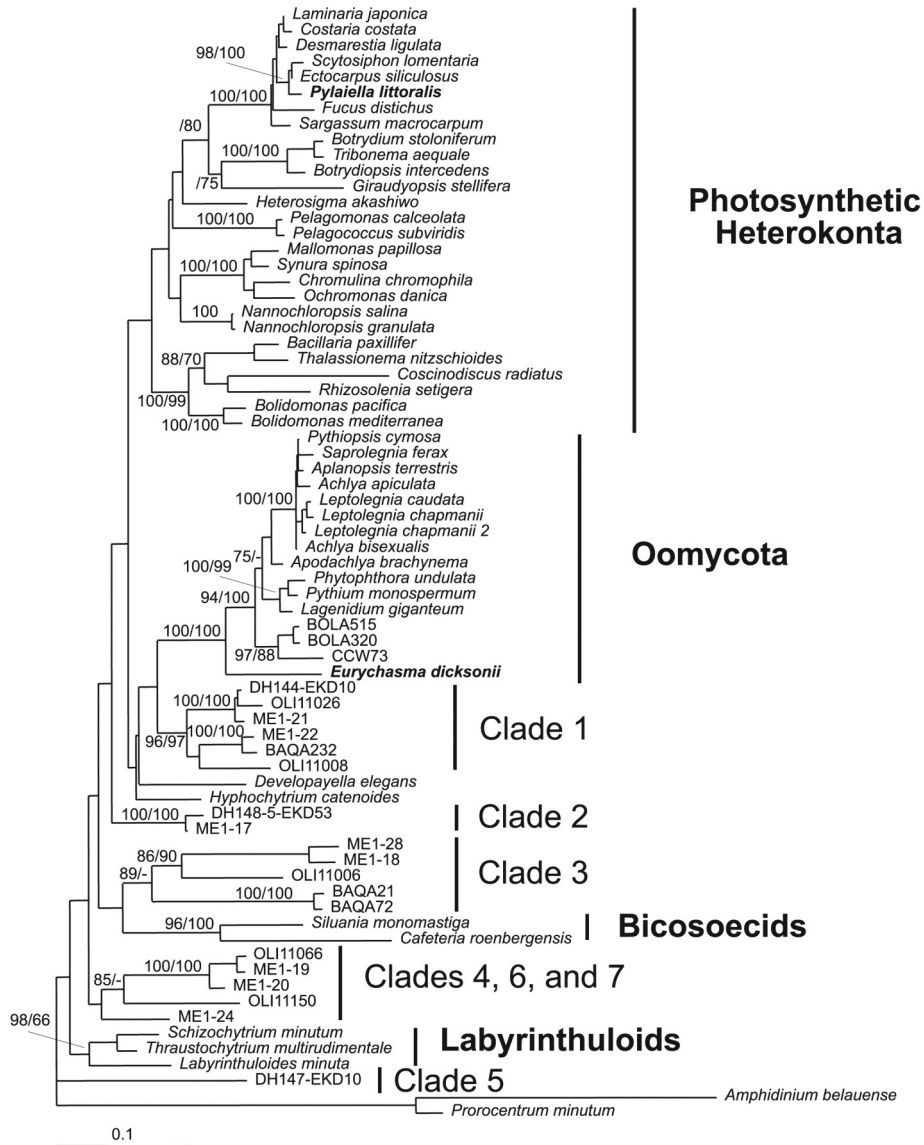 Laminaria japonica
Costaria costata
Desmarestia ligulata
98/100
Scytosiphon lomentaria
Ectocarpus siliculosus
Pylaiella littoralis
100/100
Fucus distichus
Sargassum macrocarpum
/80
Botrydium stoloniferum
100/100
Tribonema aequale
Botrydiopsis intercedens
/75
Giraudyopsis stellifera
Heterosigma akashiwo
Photosynthetic
Heterokonta
100/100
Pelagomonas calceolata
Pelagococcus subviridis
Mallomonas papillosa
100/100
Synura spinosa
Chromulina chromophila
Ochromonas danica
100
Nannochloropsis salina
Nannochloropsis granulata
Bacillaria paxillifer
88/70
Thalassionema nitzschioides
Coscinodiscus radiatus
Rhizosolenia setigera
100/99
Bolidomonas pacifica
100/100
Bolidomonas mediterranea
Pythiopsis cymosa
Saprolegnia ferax
Aplanopsis terrestris
Achlya apiculata
100/100
Leptolegnia caudata
Leptolegnia chapmanii
Leptolegnia chapmanii 2
Achlya bisexualis
75/-
Apodachlya brachynema
Oomycota
100/99
Phytophthora undulata
Pythium monospermum
94/100
Lagenidium giganteum
BOLA515
100/100
BOLA320
97/88
CCW73
Eurychasma dicksonii
DH144-EKD10
100/100
OLI11026
ME1-21
Clade 1
100/100
ME1-22
96/97
BAQA232
OLI11008
Developayella elegans
Hyphochytrium catenoides
100/100
DH148-5-EKD53
ME1-17
Clade 2
ME1-28
86/90
ME1-18
89/-
OLI11006
Clade 3
100/100
BAQA21
BAQA72
96/100
Siluania monomastiga
Cafeteria roenbergensis
Bicosoecids
OLI11066
100/100
ME1-19
85/-
ME1-20
Clades 4, 6, and 7
OLI11150
ME1-24
98/66
Schizochytrium minutum
Thraustochytrium multirudimentale
Labyrinthuloides minuta
Labyrinthuloids
DH147-EKD10
Clade 5
Amphidinium belauense
Prorocentrum minutum
0.1